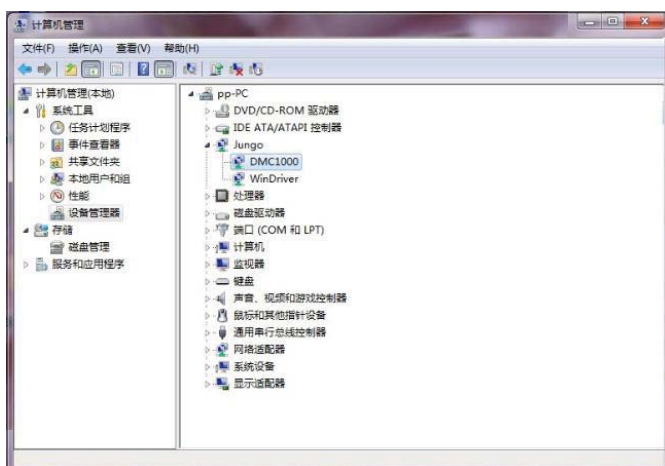 计算机管理
文件(F) 操作(A) 查看(V) 帮助(H)
计算机管理(本地)
系统工具
任务计划程序
事件查看器
共享文件夹
本地用户和组
性能
设备管理器
存储
磁盘管理
服务和应用程序
pp-PC
DVD/CD-ROM 驱动器
IDE ATA/ATAPI 控制器
Jungo
DMC1000
WinDriver
处理器
磁盘驱动器
端口 (COM 和 LPT)
计算机
监视器
键盘
声音、视频和游戏控制器
鼠标和其他指针设备
通用串行总线控制器
网络适配器
系统设备
显示适配器